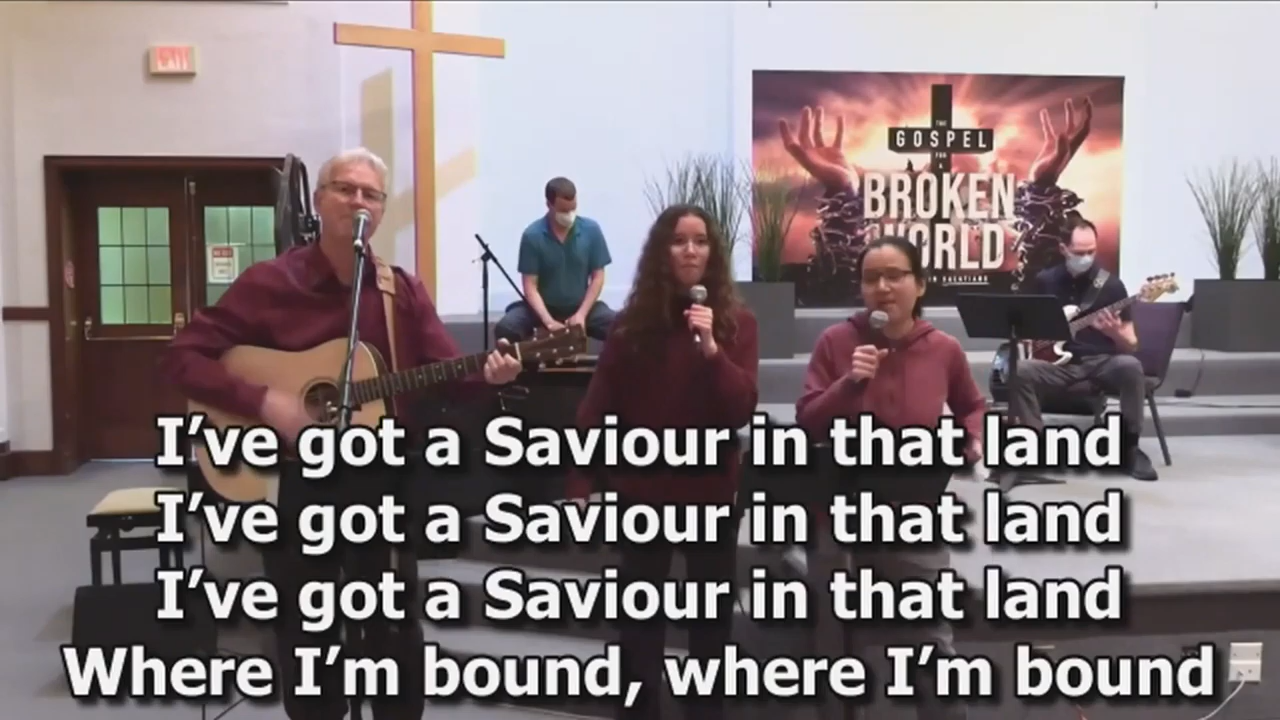 EXIT
THE
GOSPEL
FOR
A
BROKEN
WORLD
I've got a Saviour in that land
I've got a Saviour in that land
I've got a Saviour in that land
Where I'm bound, where I'm bound